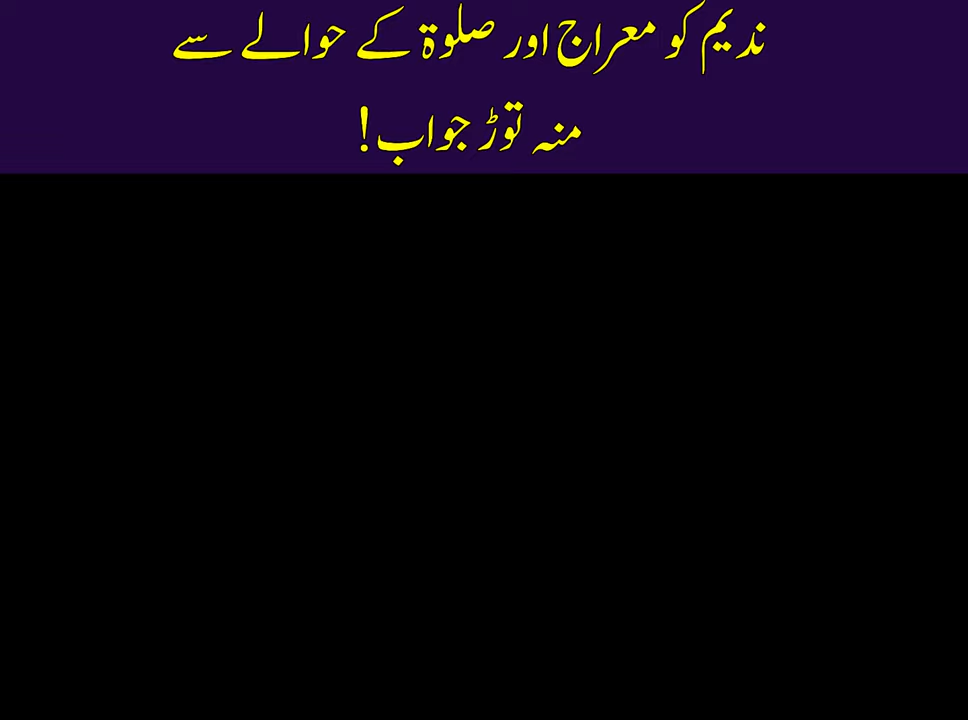 ندیم کو معراج اور صلوۃ کے حوالے سے
منہ توڑ جواب!